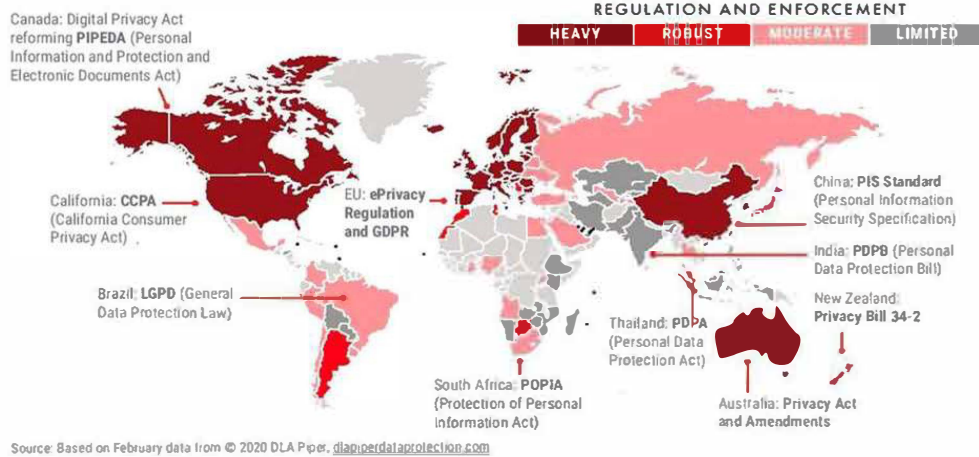 REGULATION AND ENFORCEMENT
HEAVY
ROBUST
MODERATE
LIMITED
Canada: Digital Privacy Act
reforming PIPEDA (Personal
Information and Protection and
Electronic Documents Act)
California: CCPA
(California Consumer
Privacy Act)
EU: ePrivacy
Regulation
and GDPR
China: PIS Standard
(Personal Information
Security Specification)
India: PDPB (Personal
Data Protection Bill)
Brazil: LGPD (General
Data Protection Law)
New Zealand:
Privacy Bill 34-2
Thailand: PDPA
(Personal Data
Protection Act)
South Africa: POPIA
(Protection of Personal
Information Act)
Australia: Privacy Act
and Amendments
Source: Based on February data from © 2020 DLA Piper, dlapiperdataprotection.com